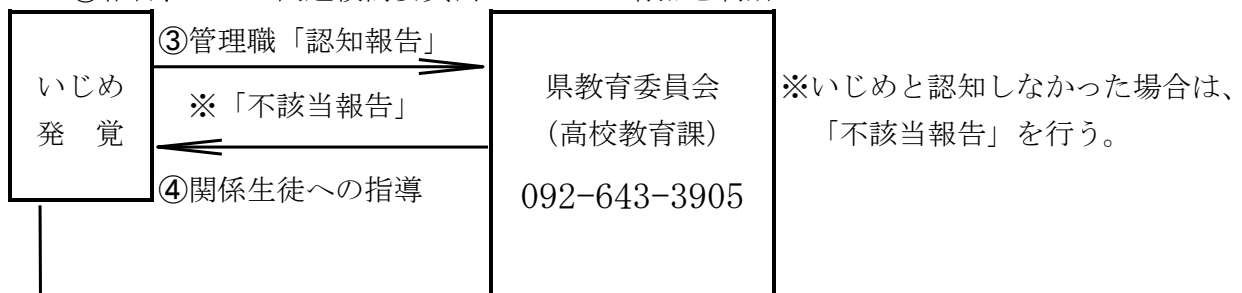 ③管理職「認知報告」
いじめ
発　覚
※「不該当報告」
④関係生徒への指導
県教育委員会
（高校教育課）
092-643-3905
※いじめと認知しなかった場合は、
「不該当報告」を行う。